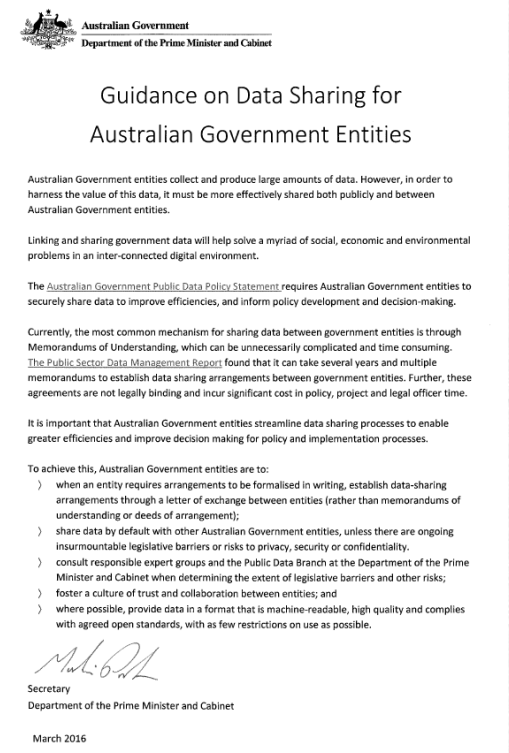 Australian Government
Department of the Prime Minister and Cabinet
Guidance on Data Sharing for
Australian Government Entities
Australian Government entities collect and produce large amounts of data. However, in order to
harness the value of this data, it must be more effectively shared both publicly and between
Australian Government entities.
Linking and sharing government data will help solve a myriad of social, economic and environmental
problems in an inter-connected digital environment.
The Australian Government Public Data Policy Statement requires Australian Government entities to
securely share data to improve efficiencies, and inform policy development and decision-making.
Currently, the most common mechanism for sharing data between government entities is through
Memorandums of Understanding, which can be unnecessarily complicated and time consuming.
The Public Sector Data Management Report found that it can take several years and multiple
memorandums to establish data sharing arrangements between government entities. Further, these
agreements are not legally binding and incur significant cost in policy, project and legal officer time.
It is important that Australian Government entities streamline data sharing processes to enable
greater efficiencies and improve decision making for policy and implementation processes.
To achieve this, Australian Government entities are to:
) when an entity requires arrangements to be formalised in writing, establish data-sharing
arrangements through a letter of exchange between entities (rather than memorandums of
understanding or deeds of arrangement);
) share data by default with other Australian Government entities, unless there are ongoing
insurmountable legislative barriers or risks to privacy, security or confidentiality.
) consult responsible expert groups and the Public Data Branch at the Department of the Prime
Minister and Cabinet when determining the extent of legislative barriers and other risks;
) foster a culture of trust and collaboration between entities; and
) where possible, provide data in a format that is machine-readable, high quality and complies
with agreed open standards, with as few restrictions on use as possible.
Secretary
Department of the Prime Minister and Cabinet
March 2016